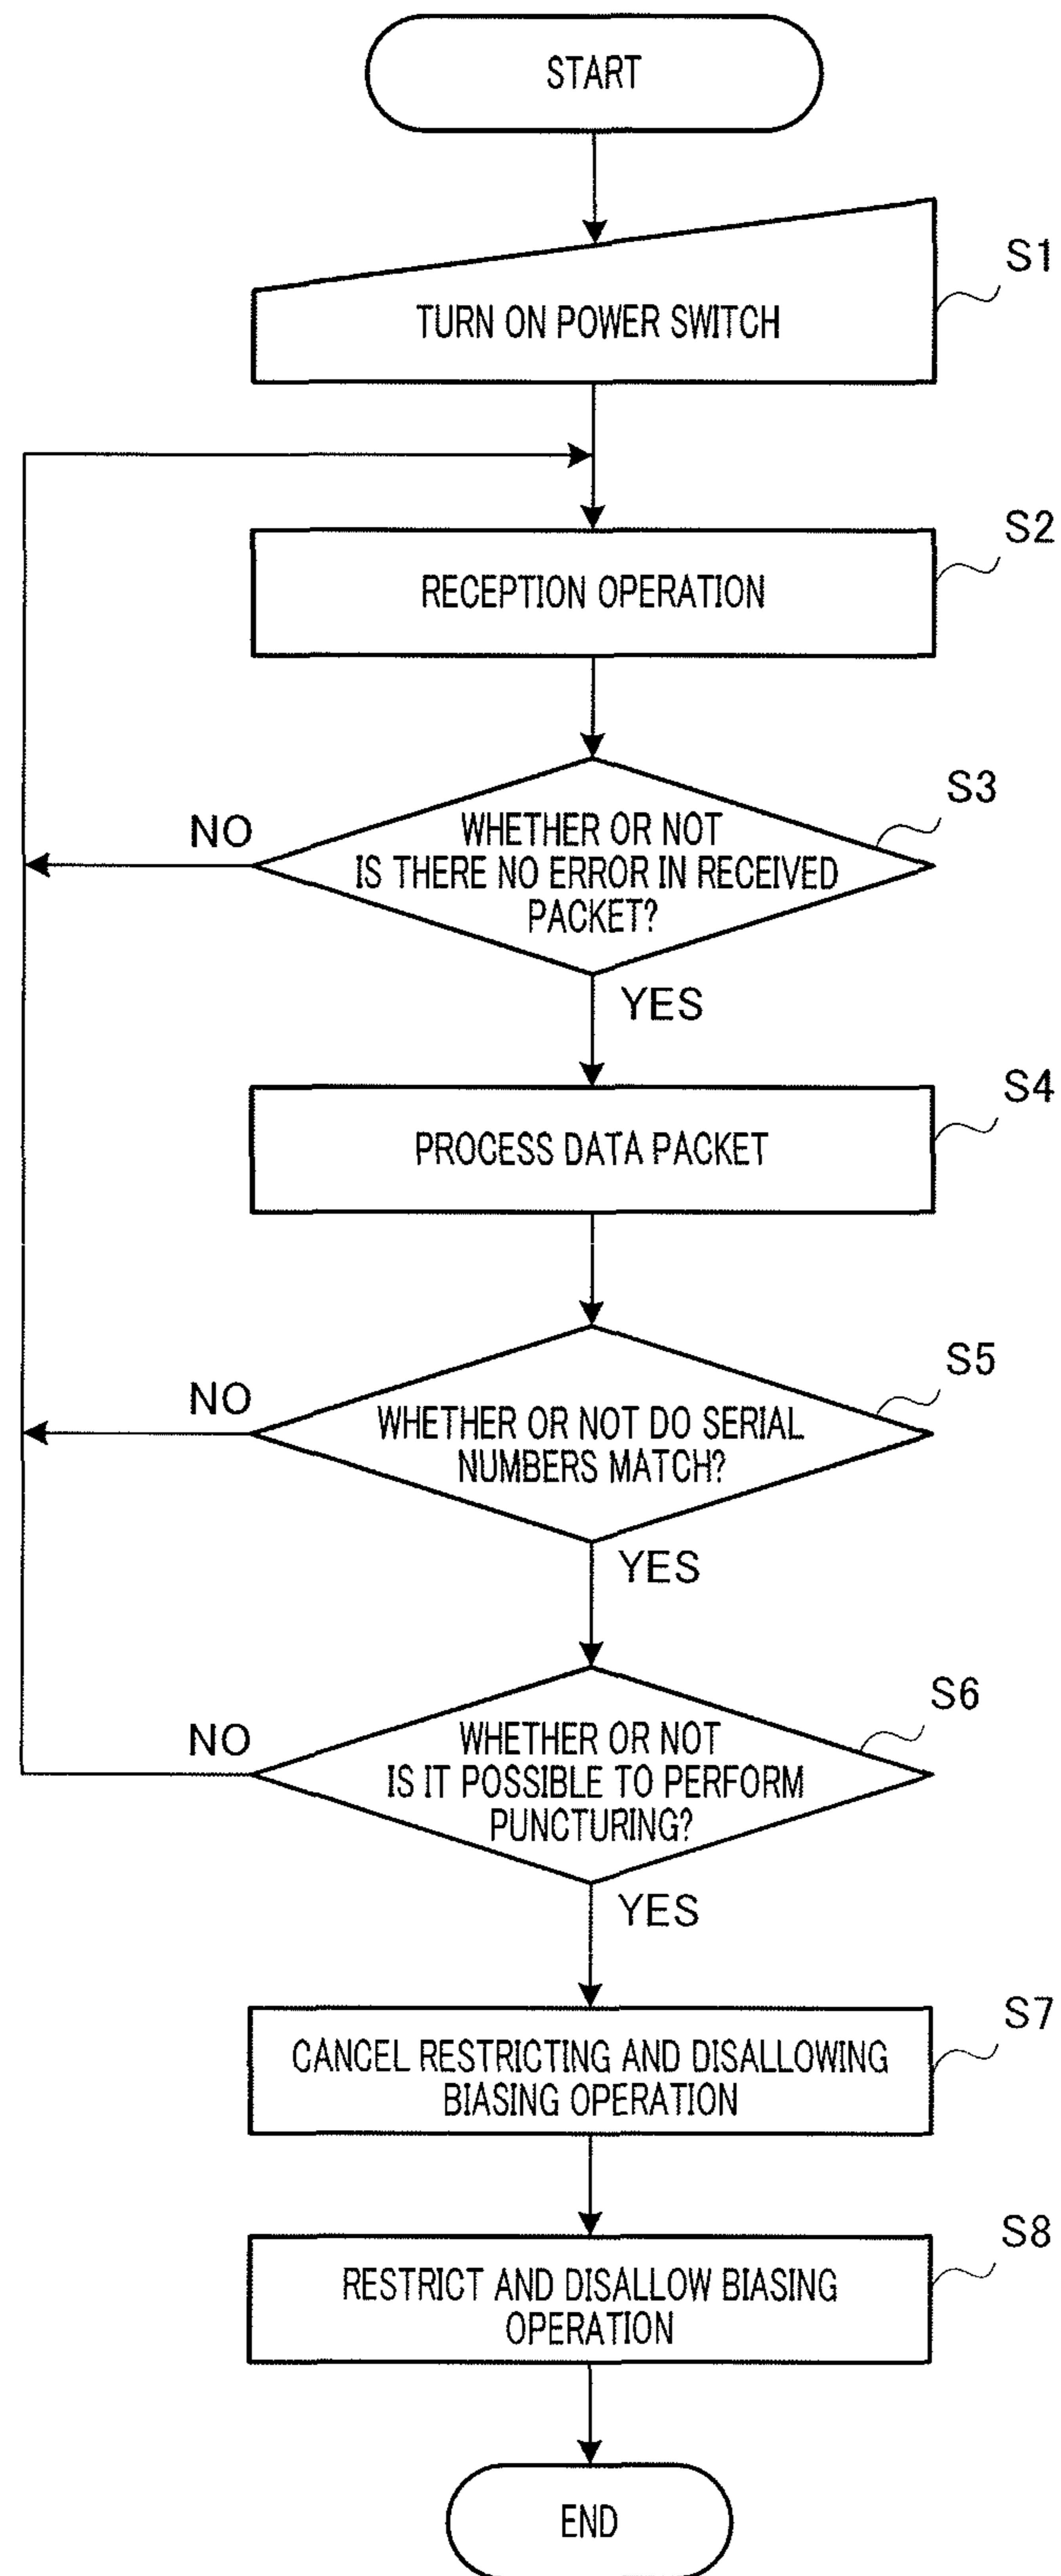 START
S1
TURN ON POWER SWITCH
S2
RECEPTION OPERATION
S3
NO
WHETHER OR NOT
IS THERE NO ERROR IN RECEIVED
PACKET?
YES
S4
PROCESS DATA PACKET
S5
NO
WHETHER OR NOT DO SERIAL
NUMBERS MATCH?
YES
S6
NO
WHETHER OR NOT
IS IT POSSIBLE TO PERFORM
PUNCTURING?
YES
S7
CANCEL RESTRICTING AND DISALLOWING
BIASING OPERATION
S8
RESTRICT AND DISALLOW BIASING
OPERATION
END